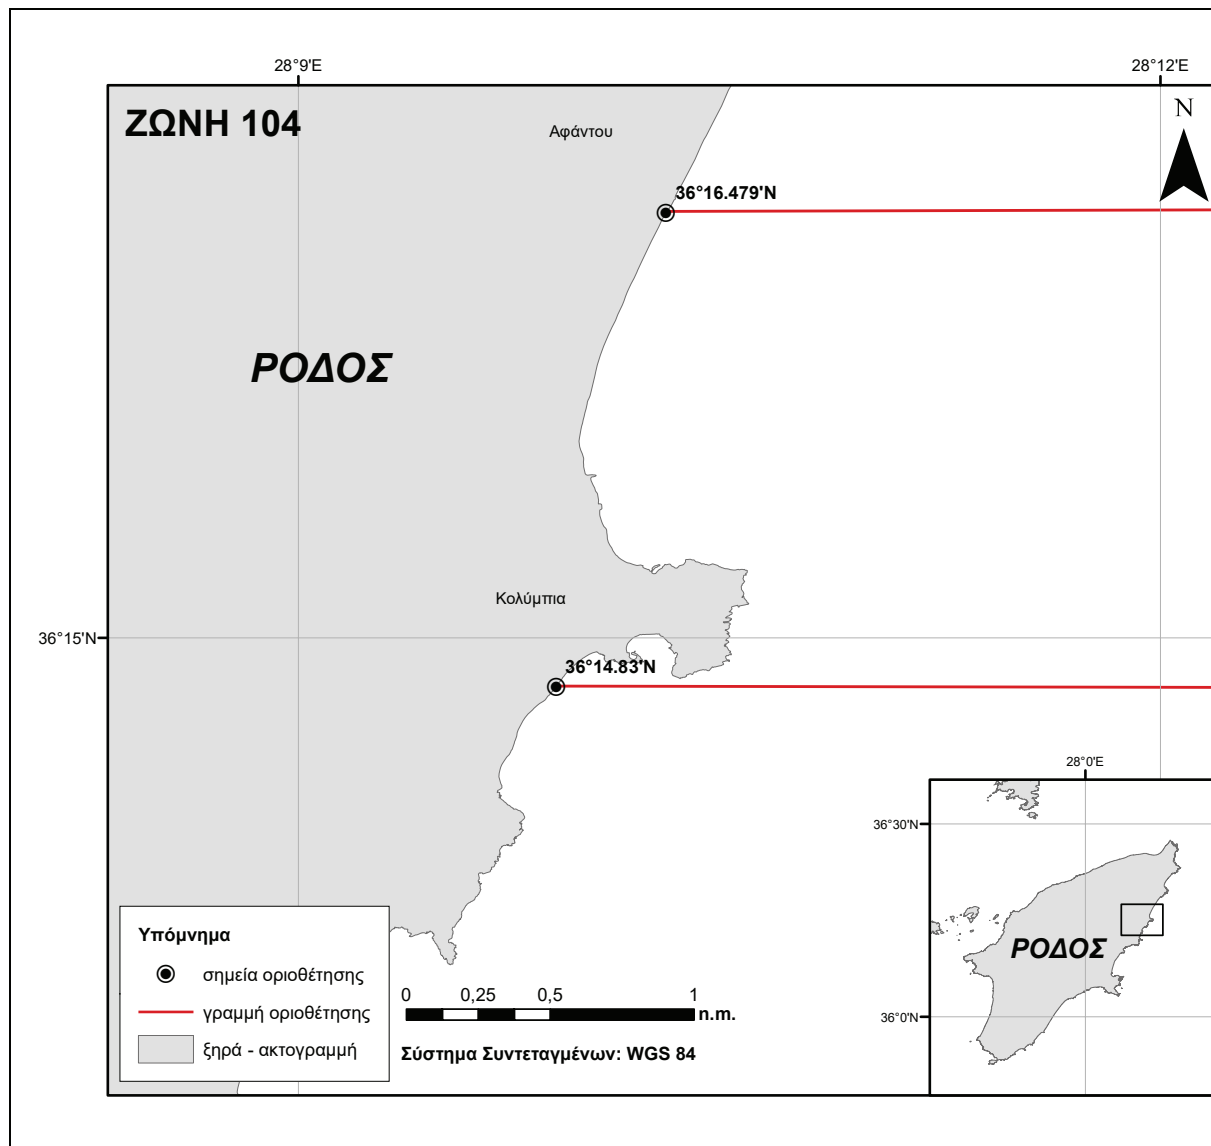 28°9'E
28°12'E
ΖΩΝΗ 104
Αφάντου
N
36°16.479'N
ΡΟΔΟΣ
Κολύμπια
36°15'N
36°14.83'N
28°0'E
36°30'N
ΡΟΔΟΣ
36°0'N
Υπόμνημα
σημεία οριοθέτησης
γραμμή οριοθέτησης
ξηρά - ακτογραμμή
0 0,25 0,5 1
n.m.
Σύστημα Συντεταγμένων: WGS 84